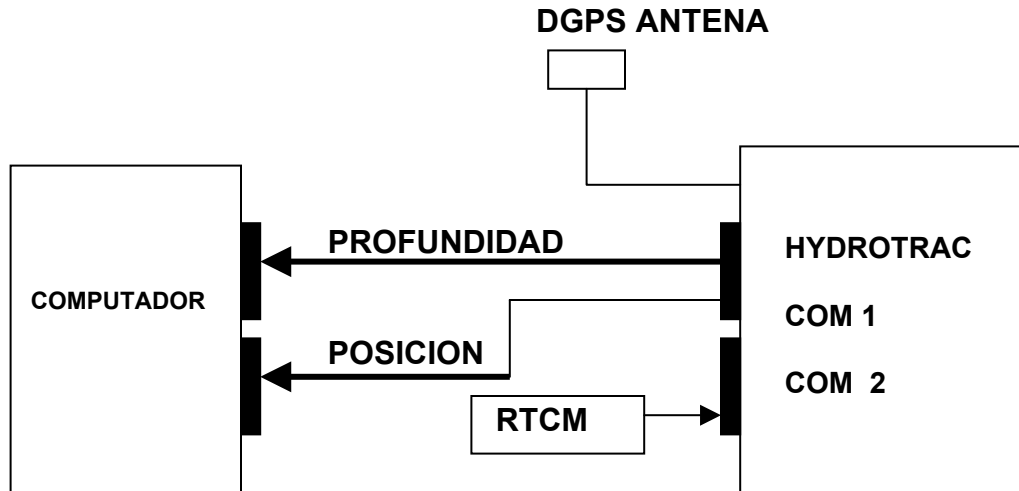 DGPS ANTENA
PROFUNDIDAD
HYDROTRAC
COMPUTADOR
COM 1
POSICION
COM 2
RTCM